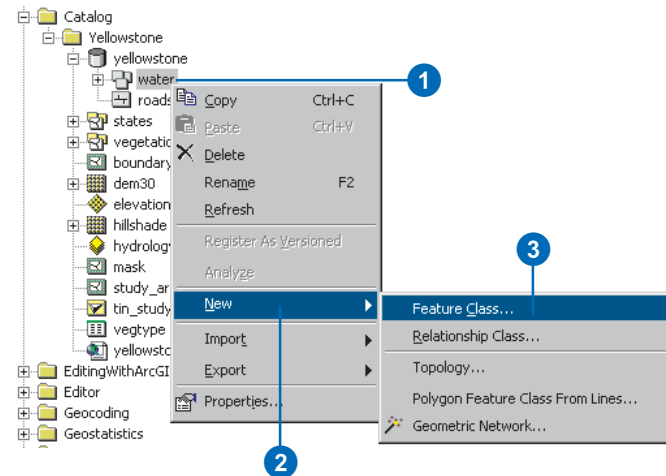 Catalog
Yellowstone
yellowstone
water
1
roads
states
vegetatic
boundary
dem30
elevation
hillshade
hydrology
mask
study_ar
tin_study
vegtype
yellowstc
EditingWithArcGI
Editor
Geocoding
Geostatistics
Copy Ctrl+C
Paste Ctrl+V
Delete
Rename F2
Refresh
Register As Versioned
Analyze
New
Import
Export
Properties...
2
3
Feature Class...
Relationship Class...
Topology...
Polygon Feature Class From Lines...
Geometric Network...